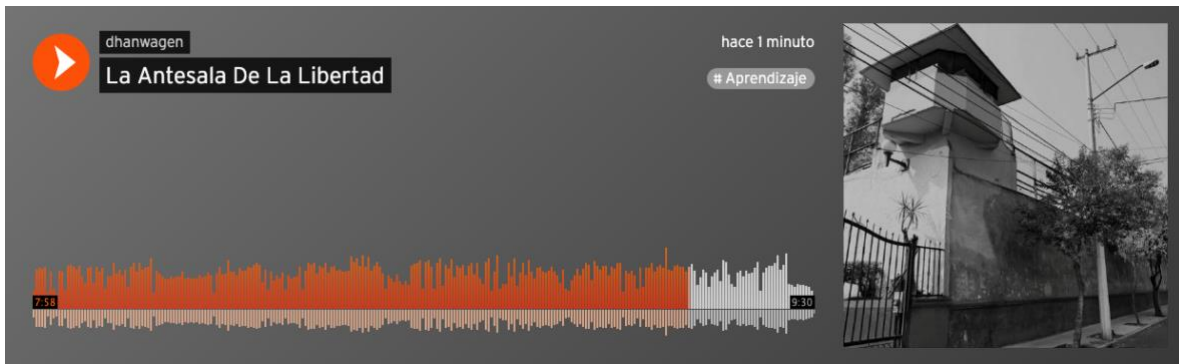 dhanwagen
La Antesala De La Libertad
hace 1 minuto
# Aprendizaje
7:58
9:30